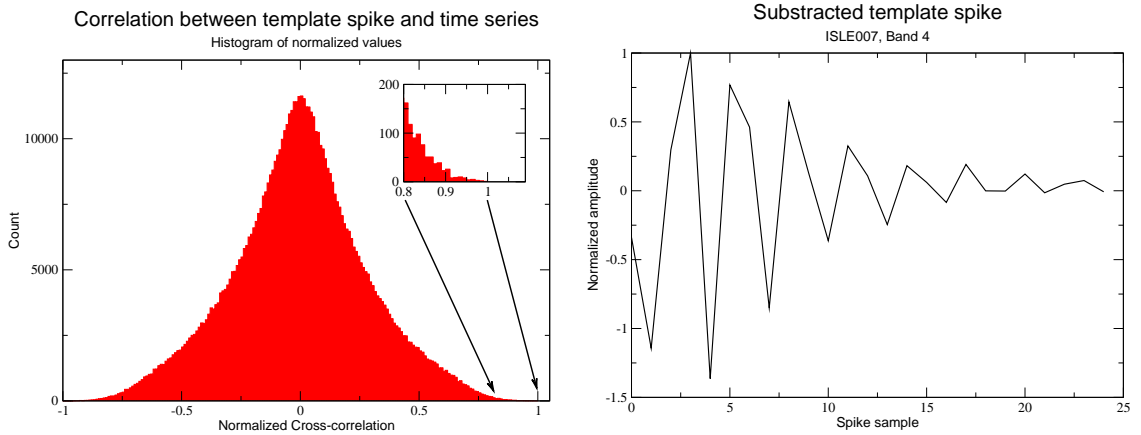 Correlation between template spike and time series
Histogram of normalized values
200
100
0
0.8 0.9 1
10000
5000
0
Count
-1 -0.5 0 0.5 1
Normalized Cross-correlation
Substracted template spike
ISLE007, Band 4
1
0.5
0
-0.5
-1
-1.5
Normalized amplitude
0 5 10 15 20 25
Spike sample